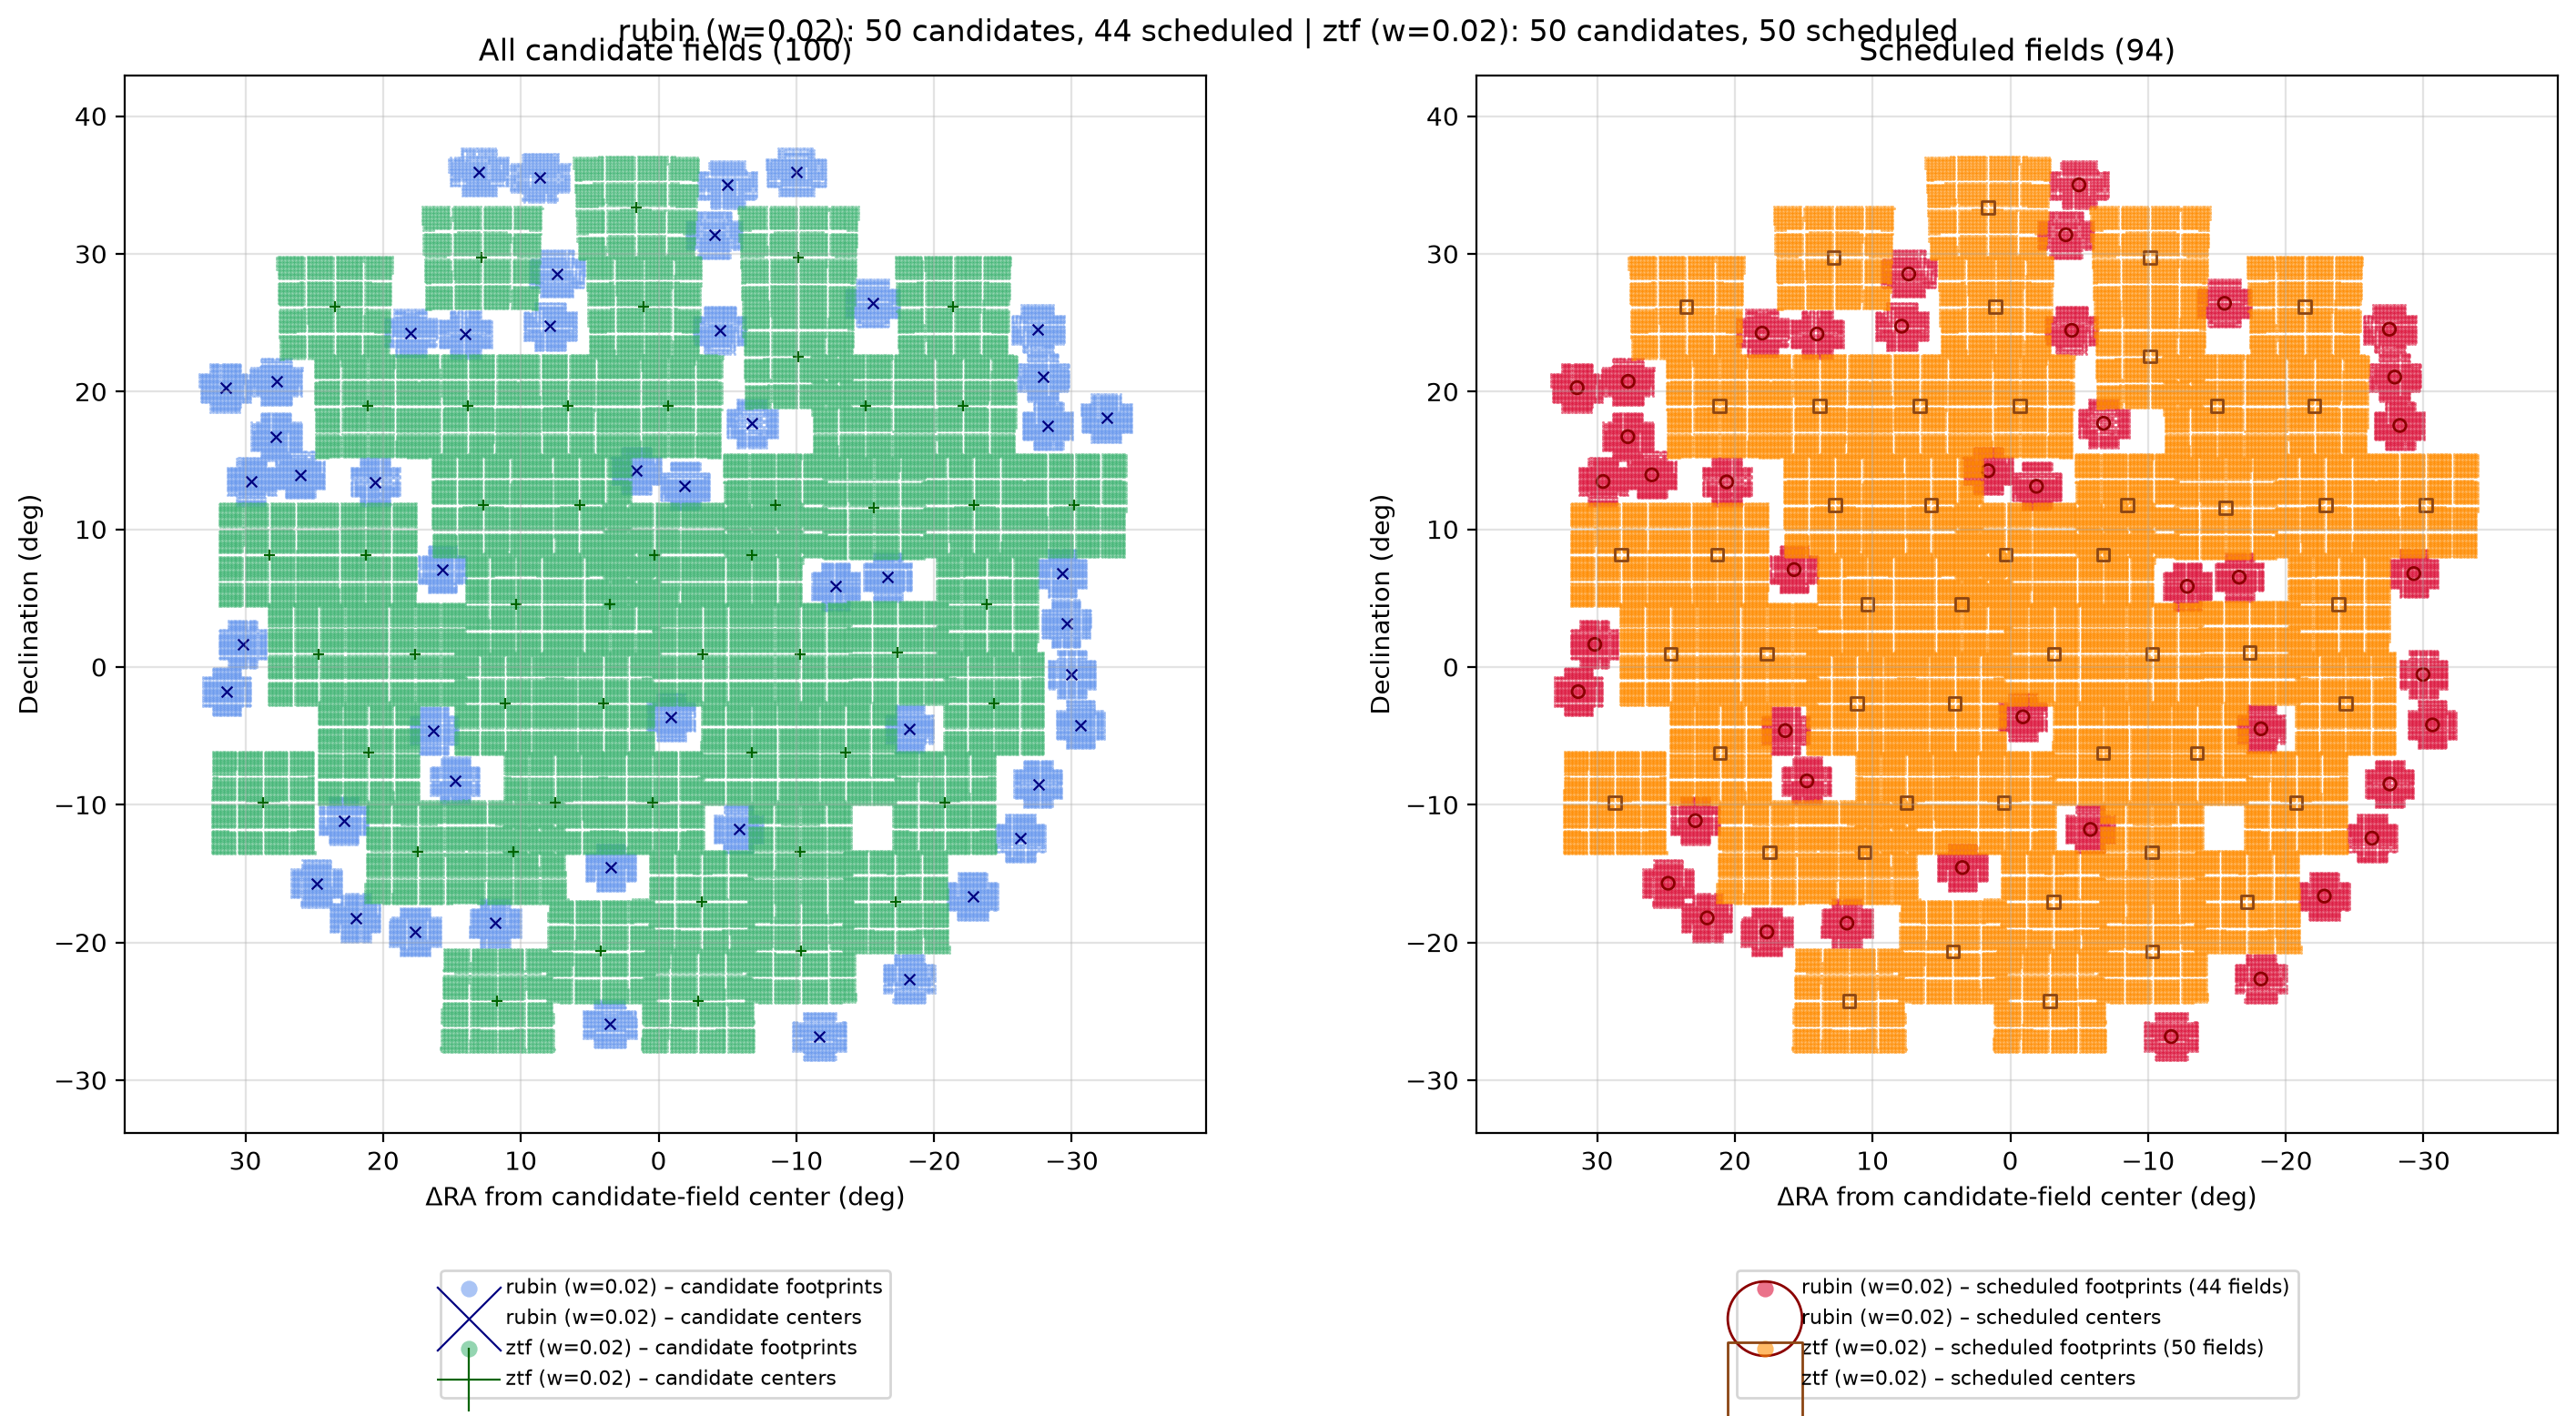 rubin (w=0.02): 50 candidates, 44 scheduled | ztf (w=0.02): 50 candidates, 50 scheduled
All candidate fields (100)
Scheduled fields (94)
Declination (deg)
40
30
20
10
0
−10
−20
−30
30
20
10
0
−10
−20
−30
ΔRA from candidate-field center (deg)
rubin (w=0.02) – candidate footprints
rubin (w=0.02) – candidate centers
ztf (w=0.02) – candidate footprints
ztf (w=0.02) – candidate centers
Declination (deg)
40
30
20
10
0
−10
−20
−30
30
20
10
0
−10
−20
−30
ΔRA from candidate-field center (deg)
rubin (w=0.02) – scheduled footprints (44 fields)
rubin (w=0.02) – scheduled centers
ztf (w=0.02) – scheduled footprints (50 fields)
ztf (w=0.02) – scheduled centers